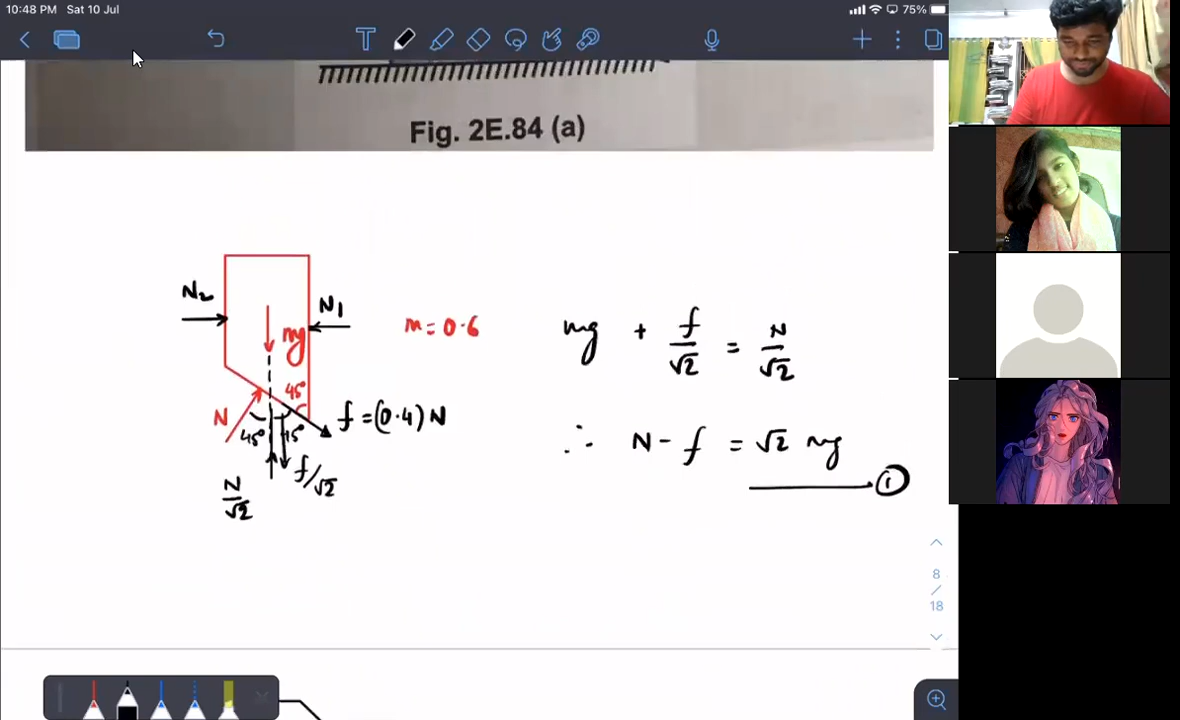 10:48 PM Sat 10 Jul
75%
T
Fig. 2E.84 (a)
N₂
N₁
mg
m = 0.6
45°
N
f = (0.4) N
45°
45°
f/√2
N/√2
mg + f/√2 = N/√2
∴ N - f = √2 mg
①
8
/
18